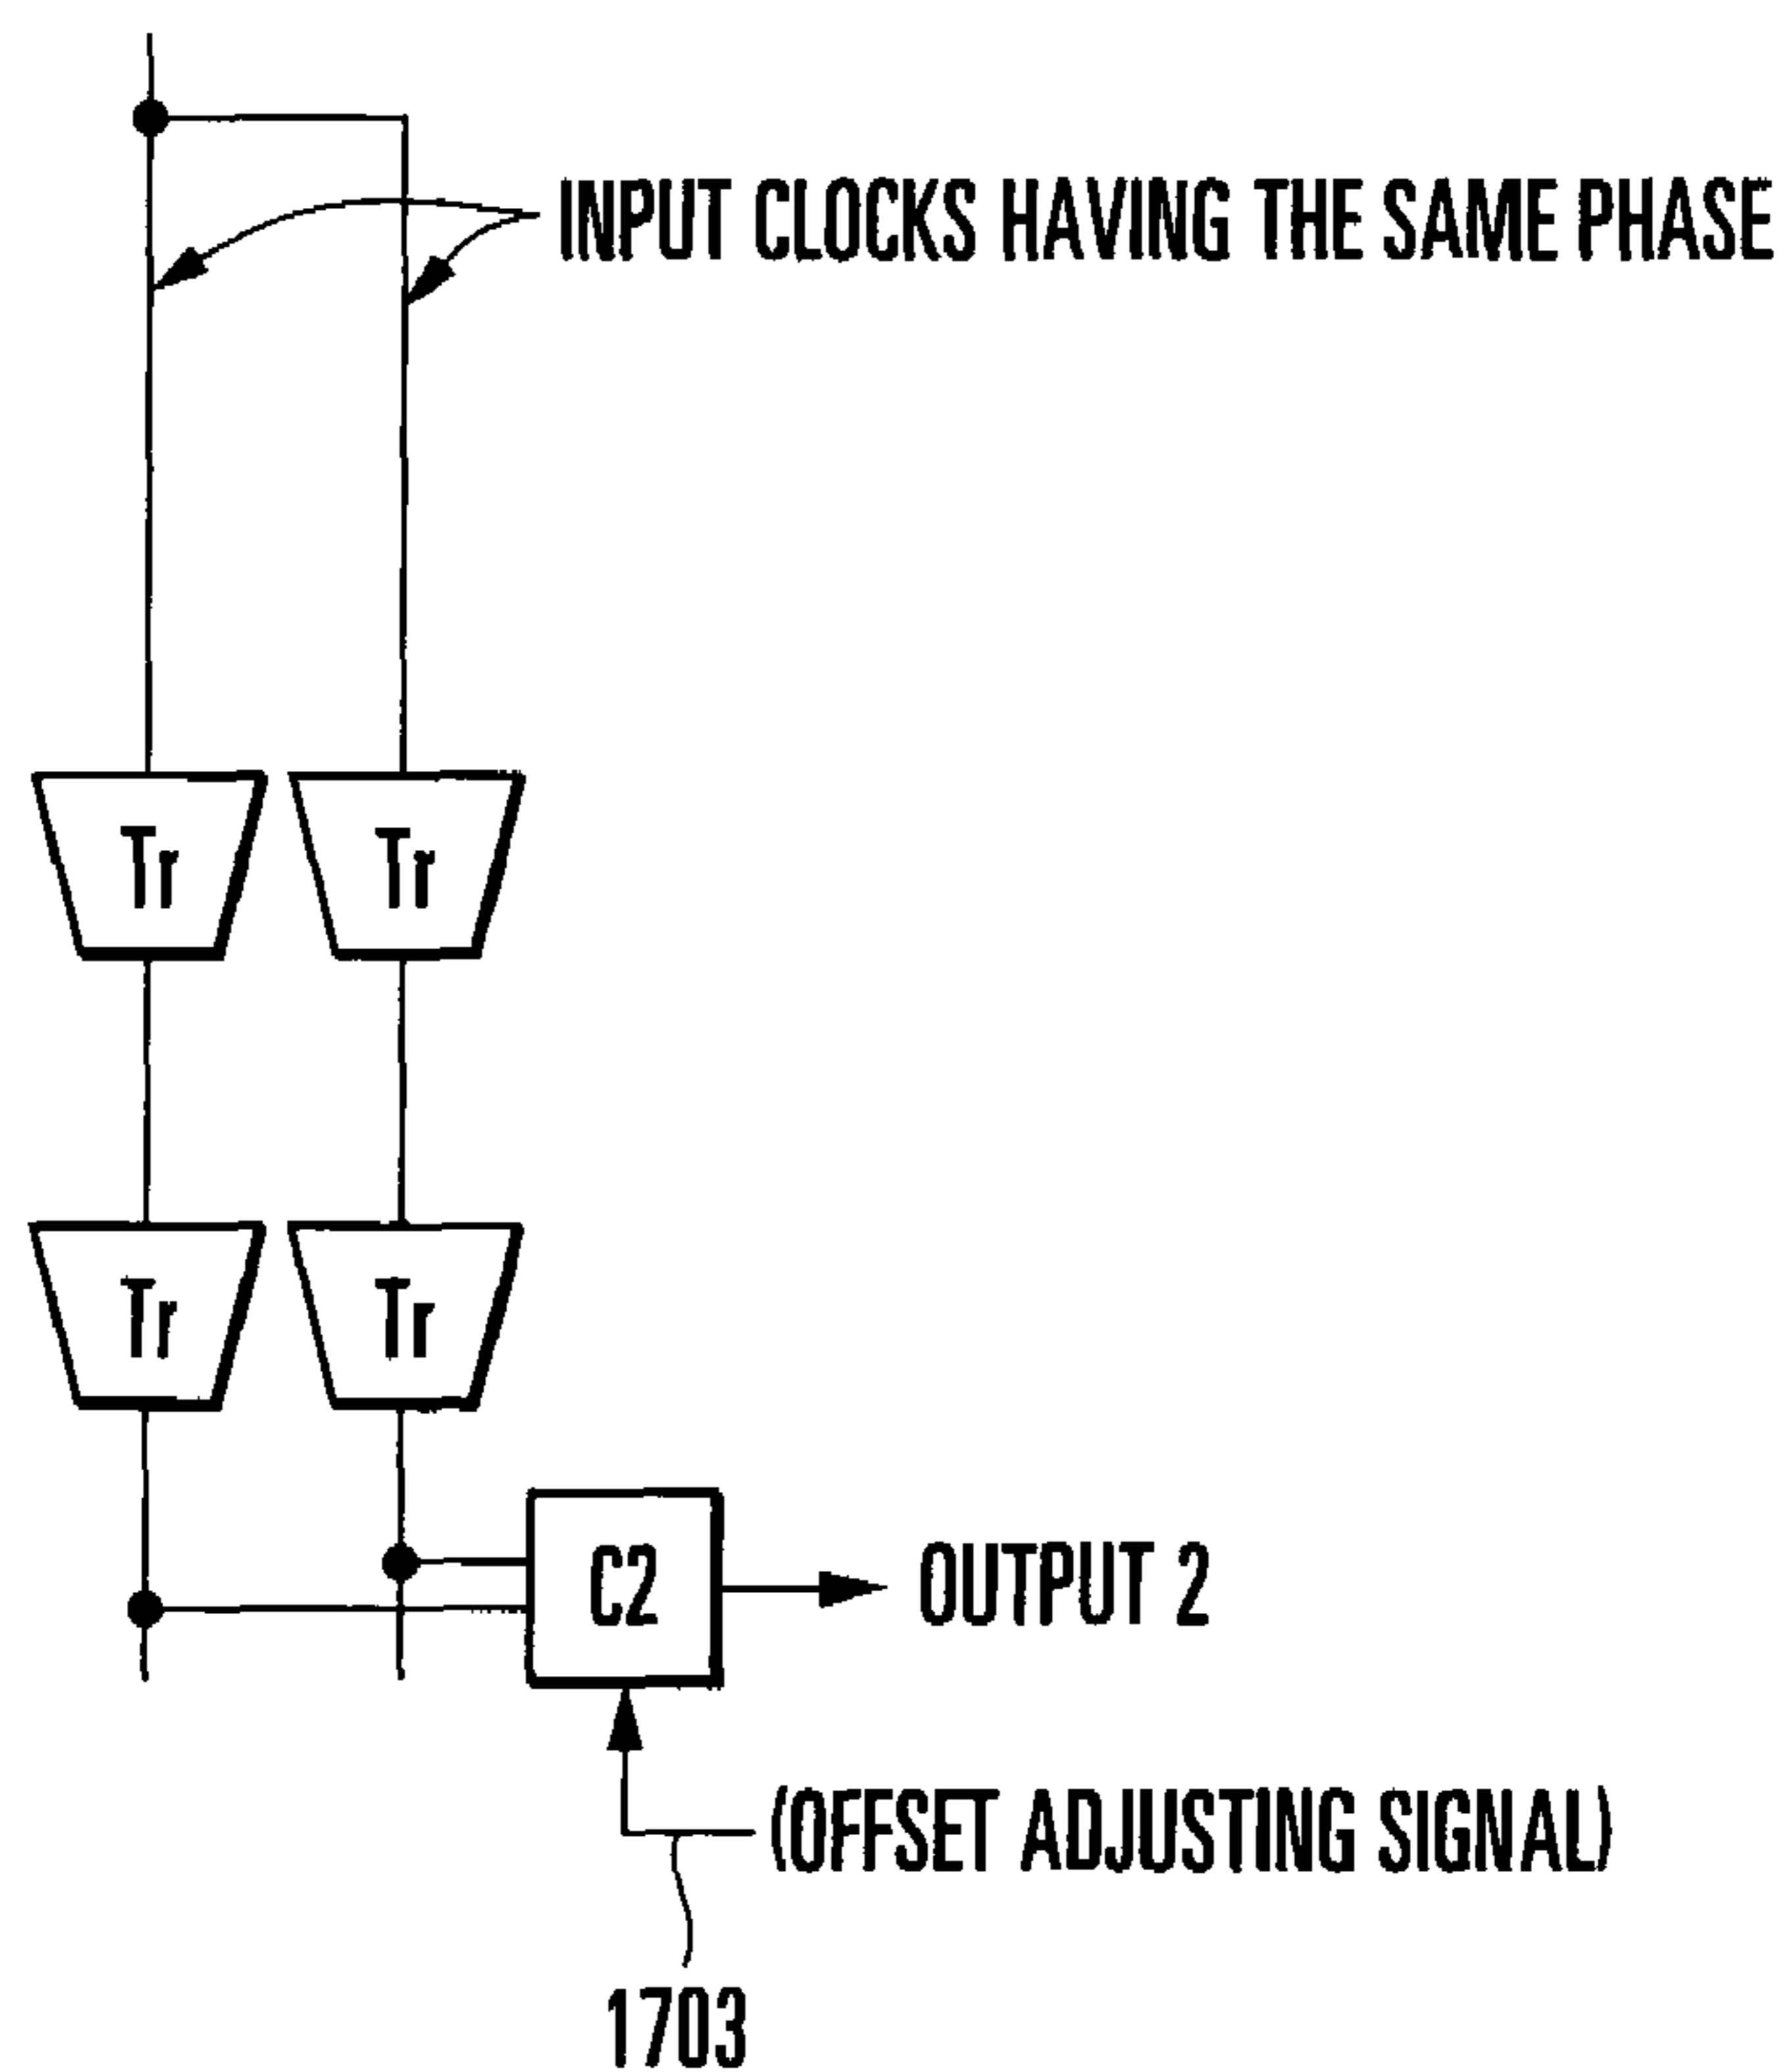 INPUT CLOCKS HAVING THE SAME PHASE
Tr Tr
Tr Tr
C2
OUTPUT 2
(OFFSET ADJUSTING SIGNAL)
1703